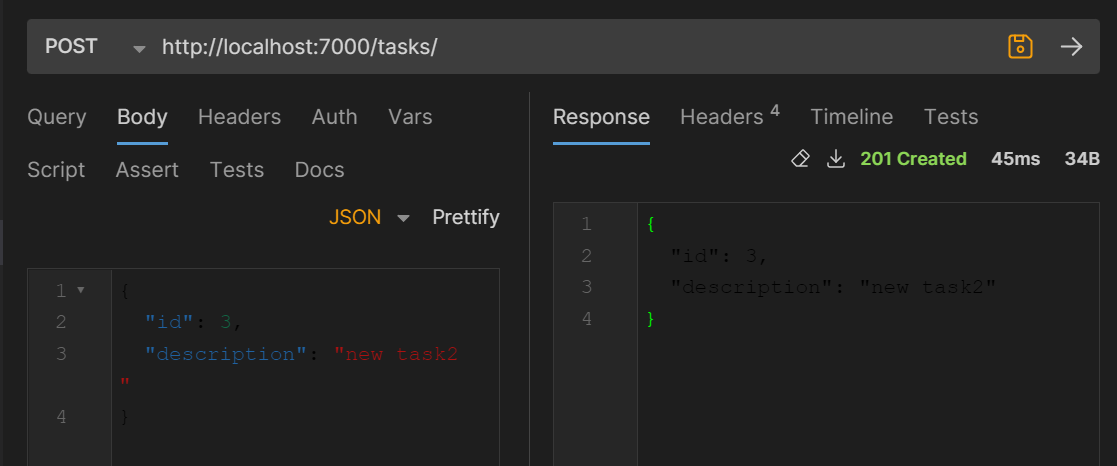 POST http://localhost:7000/tasks/
Query Body Headers Auth Vars
Script Assert Tests Docs
JSON Prettify
1 {
2 "id": 3,
3 "description": "new task2
"
4 }
Response Headers 4 Timeline Tests
201 Created 45ms 34B
1 {
2 "id": 3,
3 "description": "new task2"
4 }